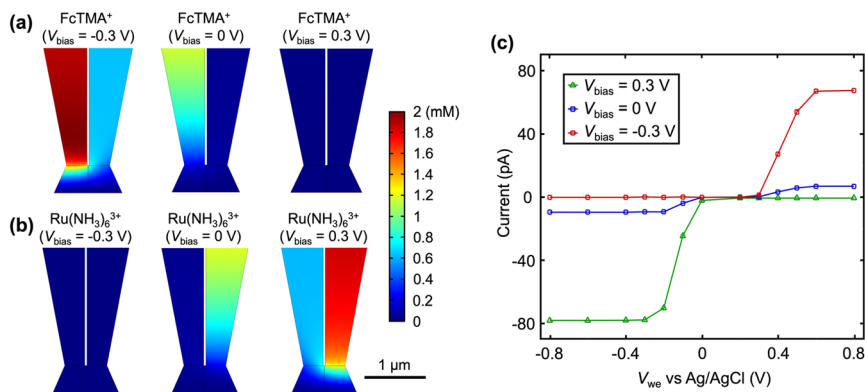 (a)
FcTMA⁺
(V_bias = -0.3 V)
FcTMA⁺
(V_bias = 0 V)
FcTMA⁺
(V_bias = 0.3 V)
2 (mM)
1.8
1.6
1.4
1.2
1
0.8
0.6
0.4
0.2
0
(b)
Ru(NH₃)₆³⁺
(V_bias = -0.3 V)
Ru(NH₃)₆³⁺
(V_bias = 0 V)
Ru(NH₃)₆³⁺
(V_bias = 0.3 V)
1 µm
(c)
V_bias = 0.3 V
V_bias = 0 V
V_bias = -0.3 V
80
40
0
-40
-80
Current (pA)
-0.8
-0.4
0
0.4
0.8
V_we vs Ag/AgCl (V)